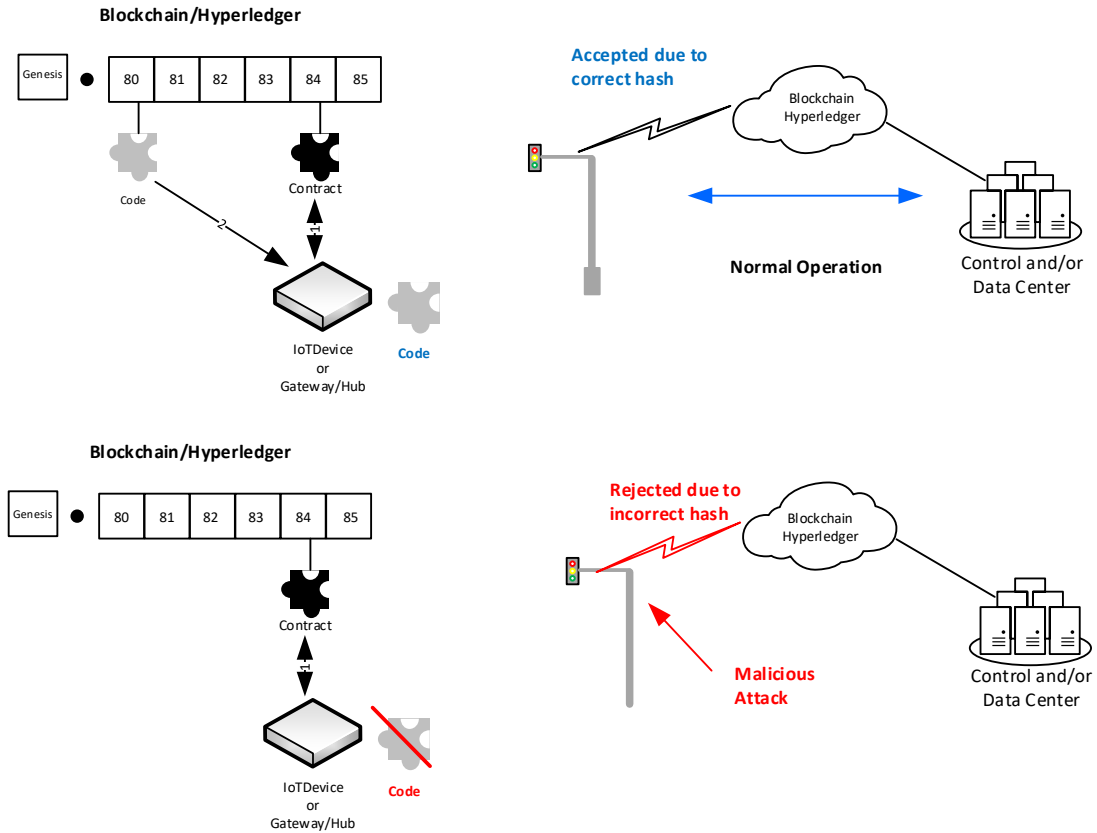 Blockchain/Hyperledger
Genesis
80
81
82
83
84
85
Code
Contract
2
1
IoTDevice
or
Gateway/Hub
Code
Accepted due to
correct hash
Blockchain
Hyperledger
Normal Operation
Control and/or
Data Center
Blockchain/Hyperledger
Genesis
80
81
82
83
84
85
Contract
1
IoTDevice
or
Gateway/Hub
Code
Rejected due to
incorrect hash
Blockchain
Hyperledger
Malicious
Attack
Control and/or
Data Center